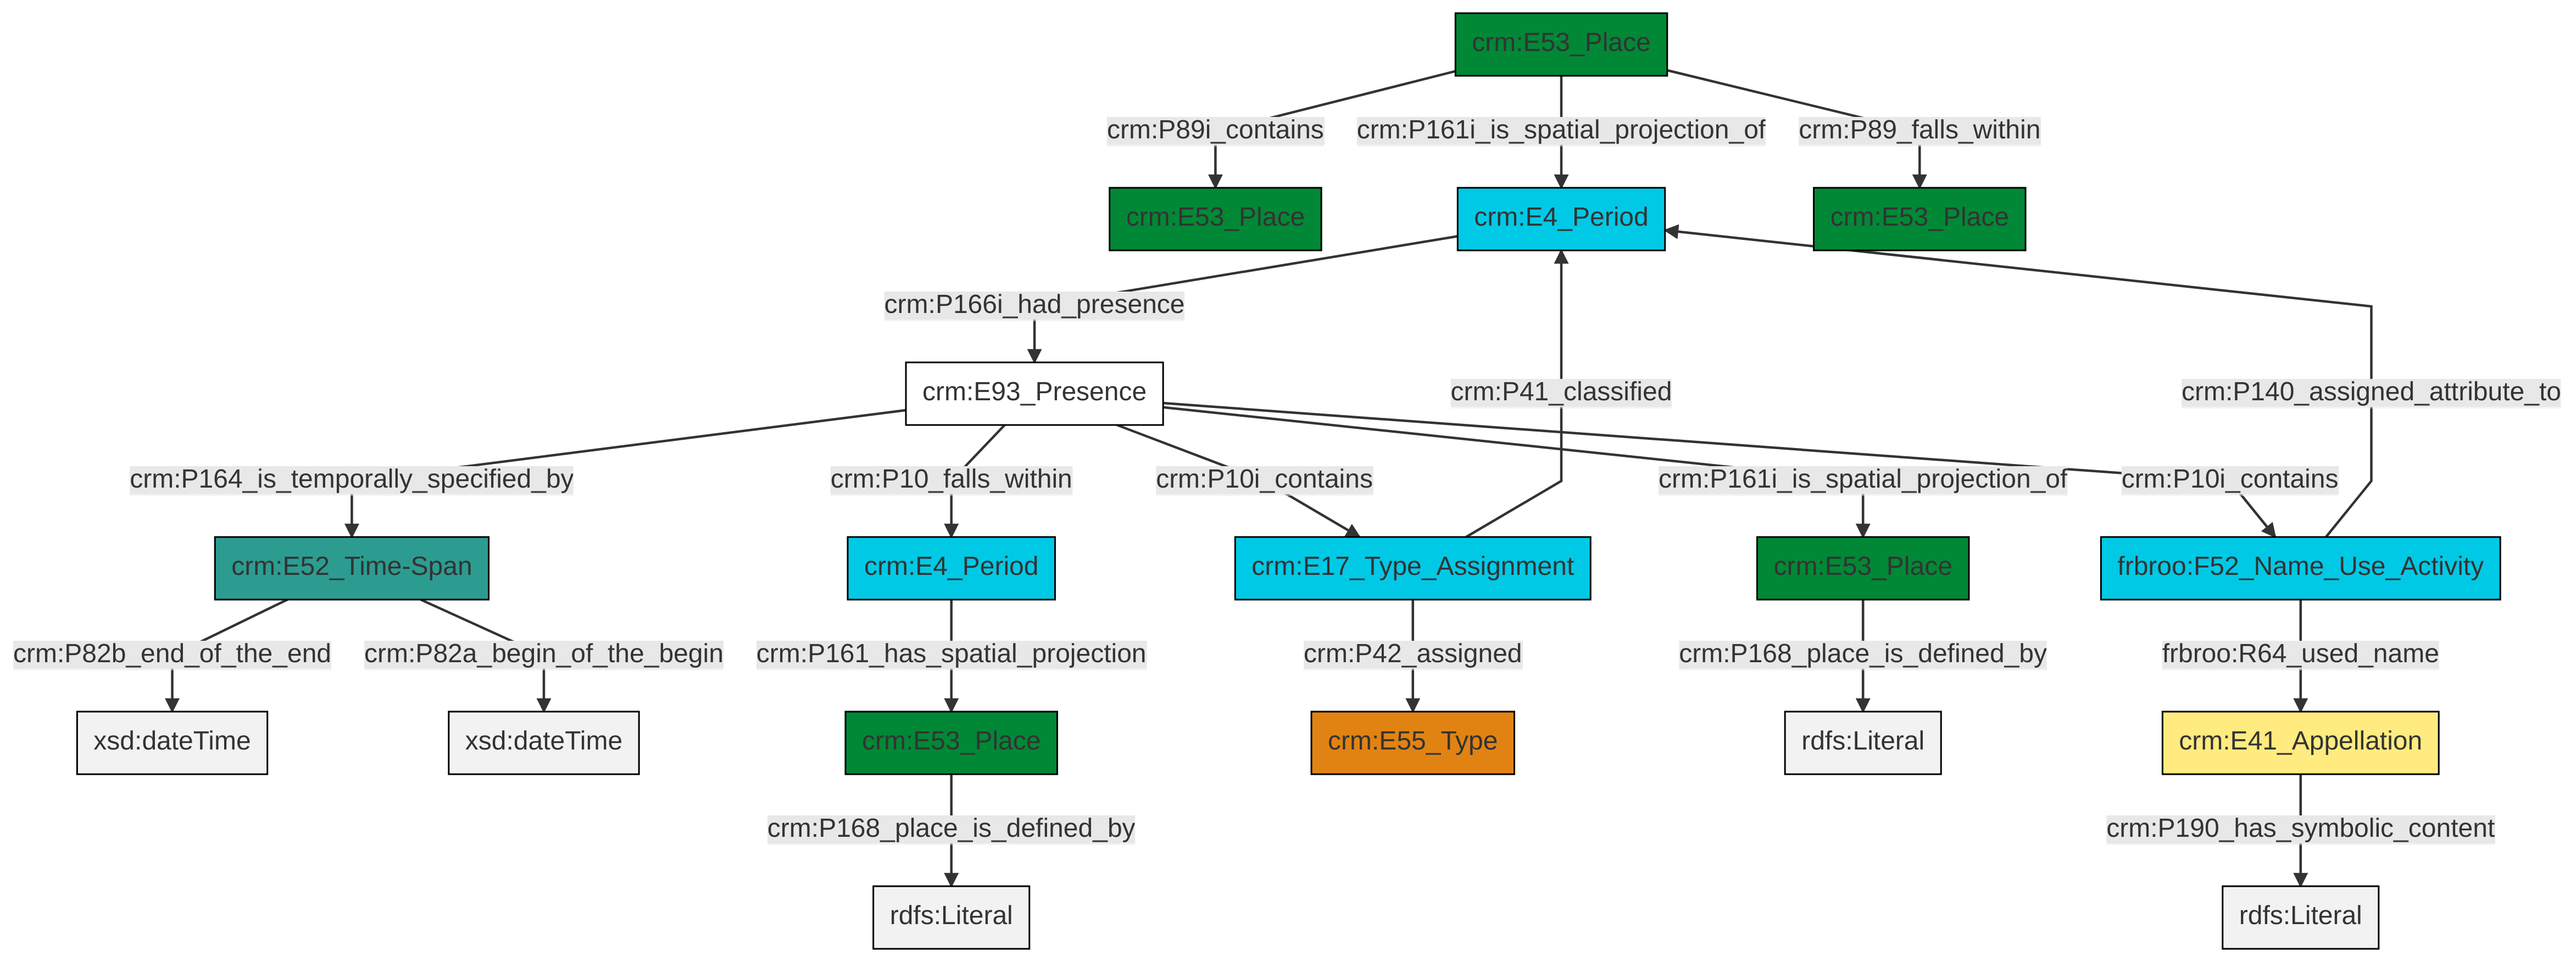 crm:E53_Place
crm:P89i_contains
crm:P161i_is_spatial_projection_of
crm:P89_falls_within
crm:E53_Place
crm:E4_Period
crm:E53_Place
crm:P166i_had_presence
crm:E93_Presence
crm:P41_classified
crm:P140_assigned_attribute_to
crm:P164_is_temporally_specified_by
crm:P10_falls_within
crm:P10i_contains
crm:P161i_is_spatial_projection_of
crm:P10i_contains
crm:E52_Time-Span
crm:E4_Period
crm:E17_Type_Assignment
crm:E53_Place
frbroo:F52_Name_Use_Activity
crm:P82b_end_of_the_end
crm:P82a_begin_of_the_begin
crm:P161_has_spatial_projection
crm:P42_assigned
crm:P168_place_is_defined_by
frbroo:R64_used_name
xsd:dateTime
xsd:dateTime
crm:E53_Place
crm:E55_Type
rdfs:Literal
crm:E41_Appellation
crm:P168_place_is_defined_by
crm:P190_has_symbolic_content
rdfs:Literal
rdfs:Literal